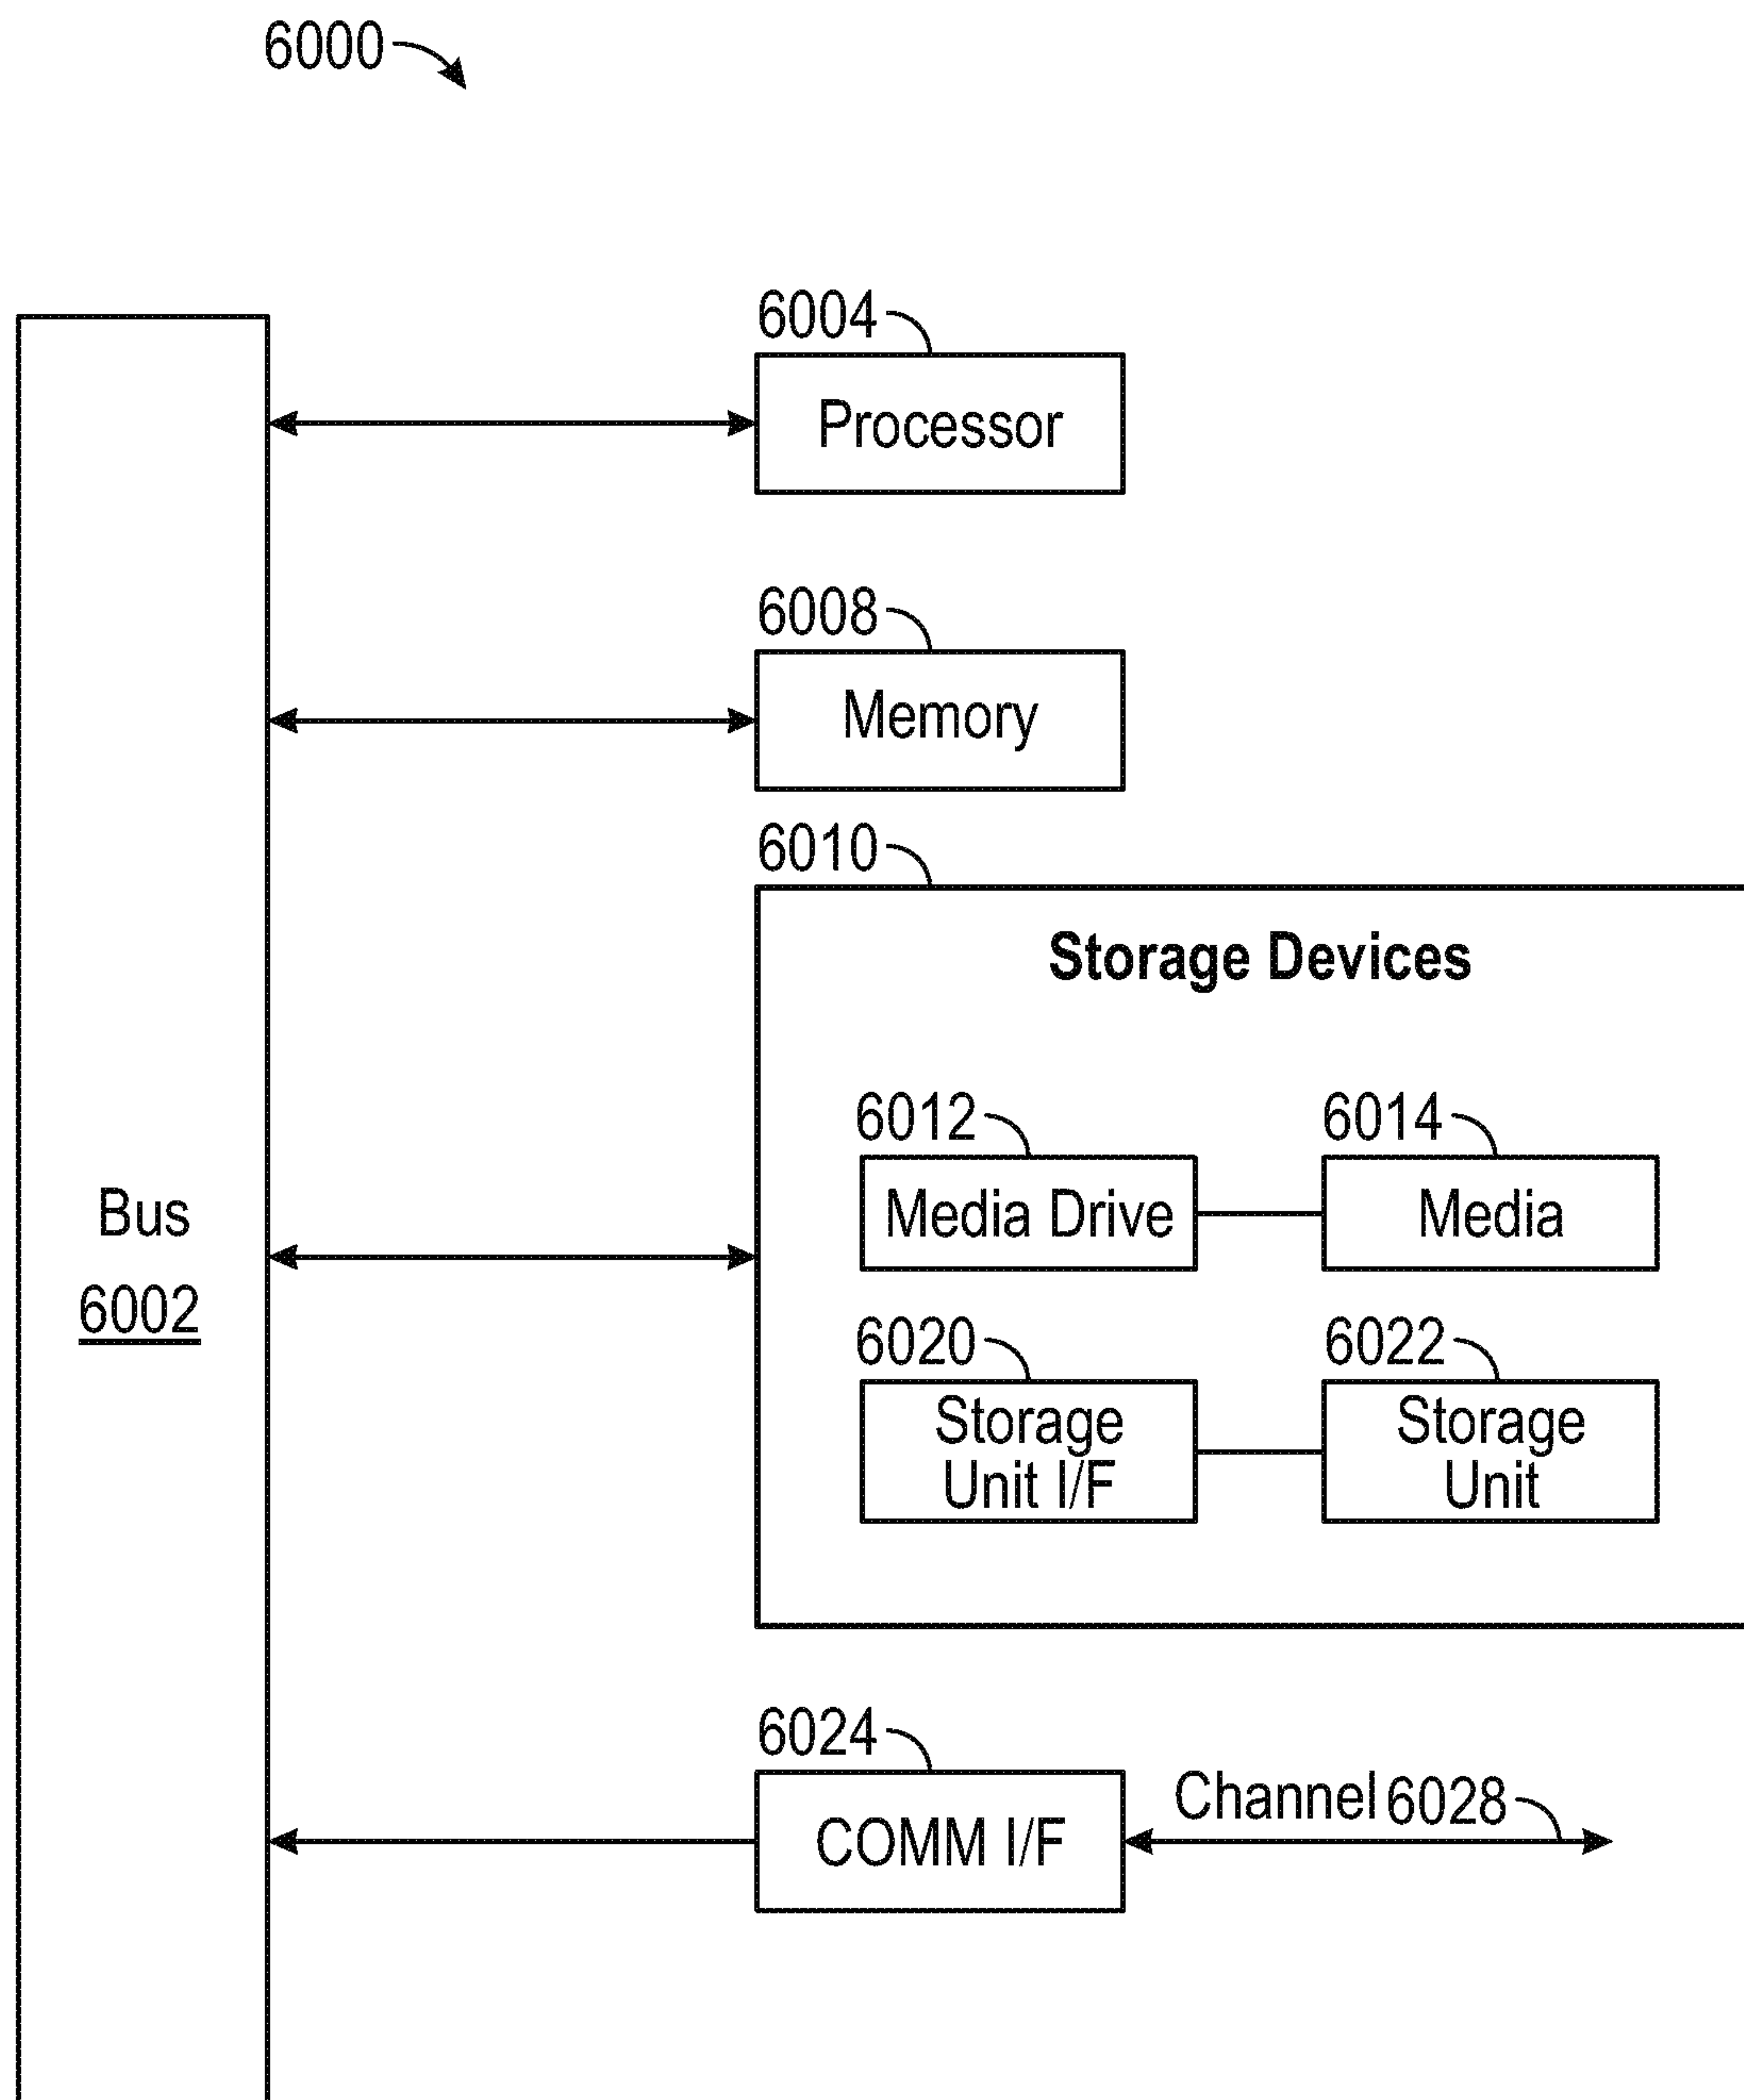 6000
6004
Processor
6008
Memory
6010
Storage Devices
6012
6014
Media Drive
Media
Bus
6002
6020
6022
Storage
Unit I/F
Storage
Unit
6024
COMM I/F
Channel 6028